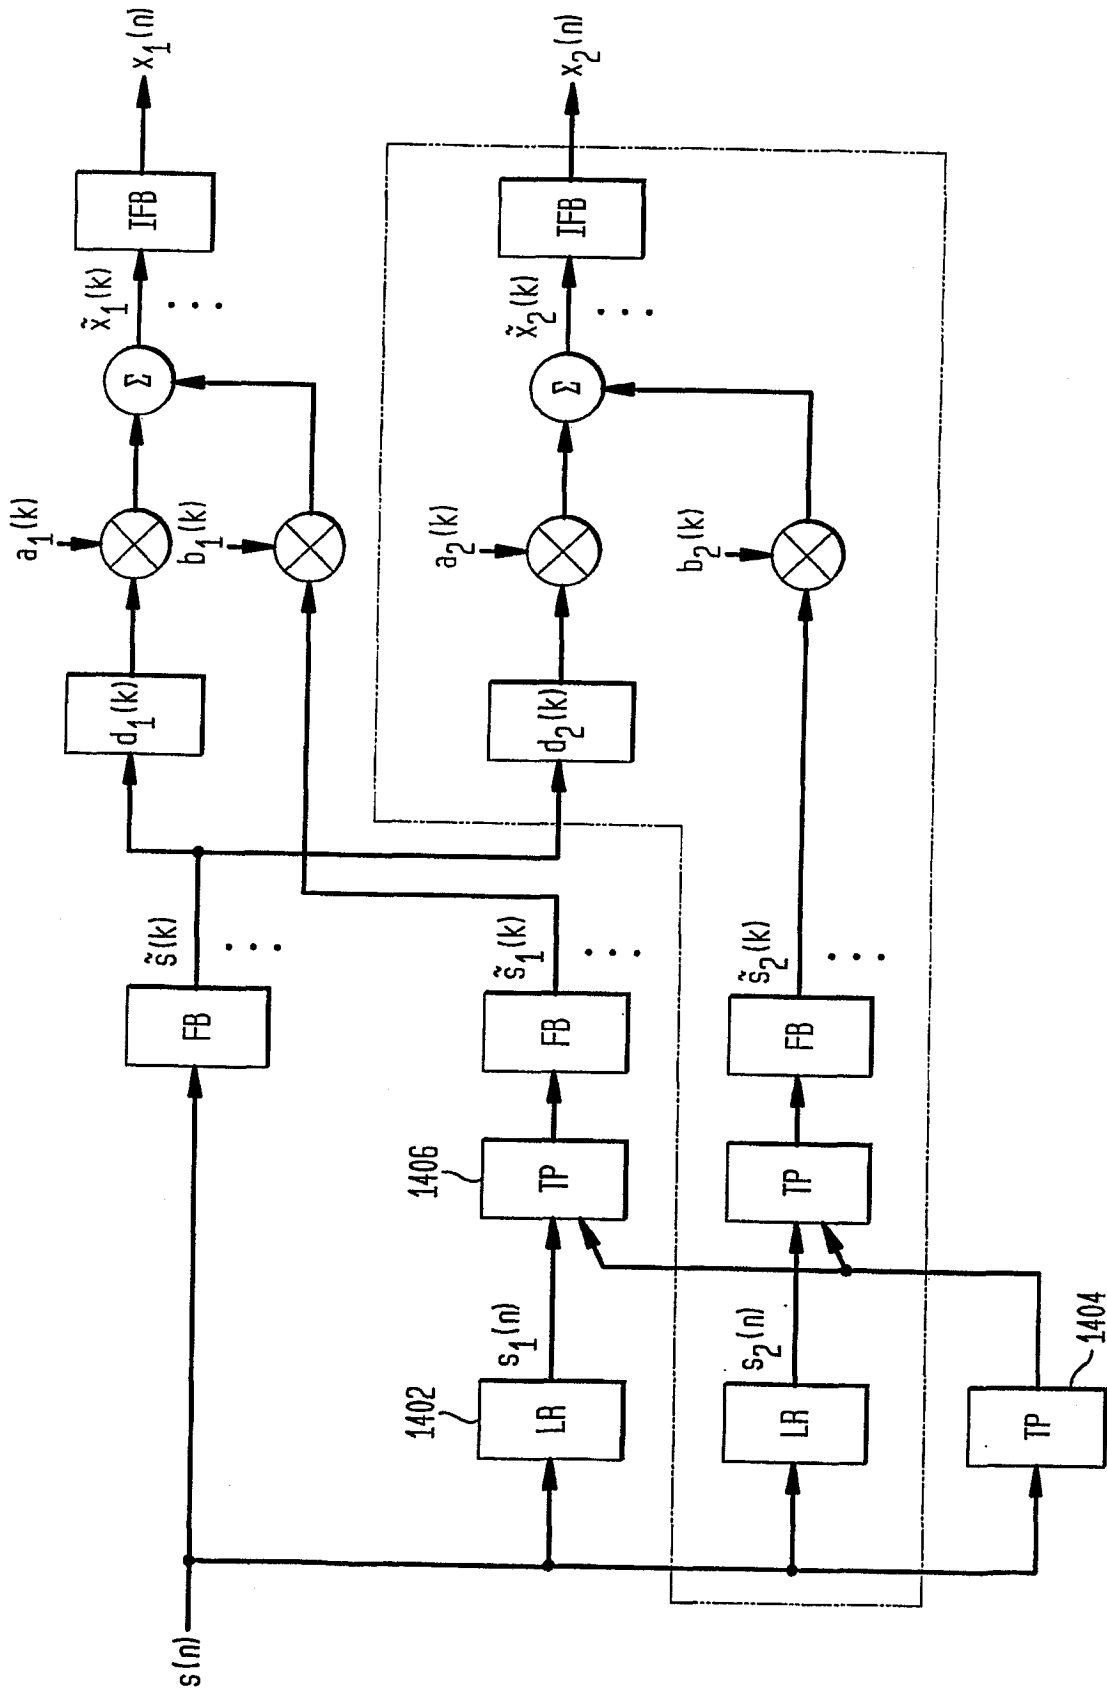 s(n)
FB
s̃(k)
d₁(k)
a₁(k)
b₁(k)
Σ
x̃₁(k)
...
IFB
x₁(n)
...
1402
LR
s₁(n)
1406
TP
FB
s̃₁(k)
...
d₂(k)
a₂(k)
Σ
x̃₂(k)
...
IFB
x₂(n)
LR
s₂(n)
TP
FB
s̃₂(k)
...
b₂(k)
TP
1404